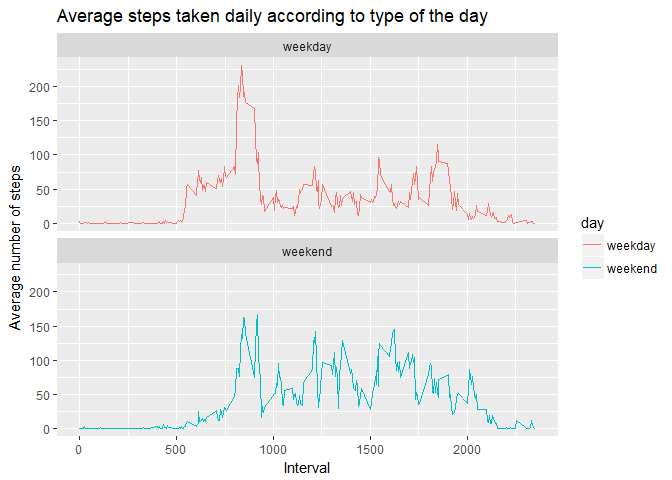 Average steps taken daily according to type of the day
weekday
200
150
100
50
0
weekend
200
150
100
50
0
0 500 1000 1500 2000
Interval
Average number of steps
day
weekday
weekend